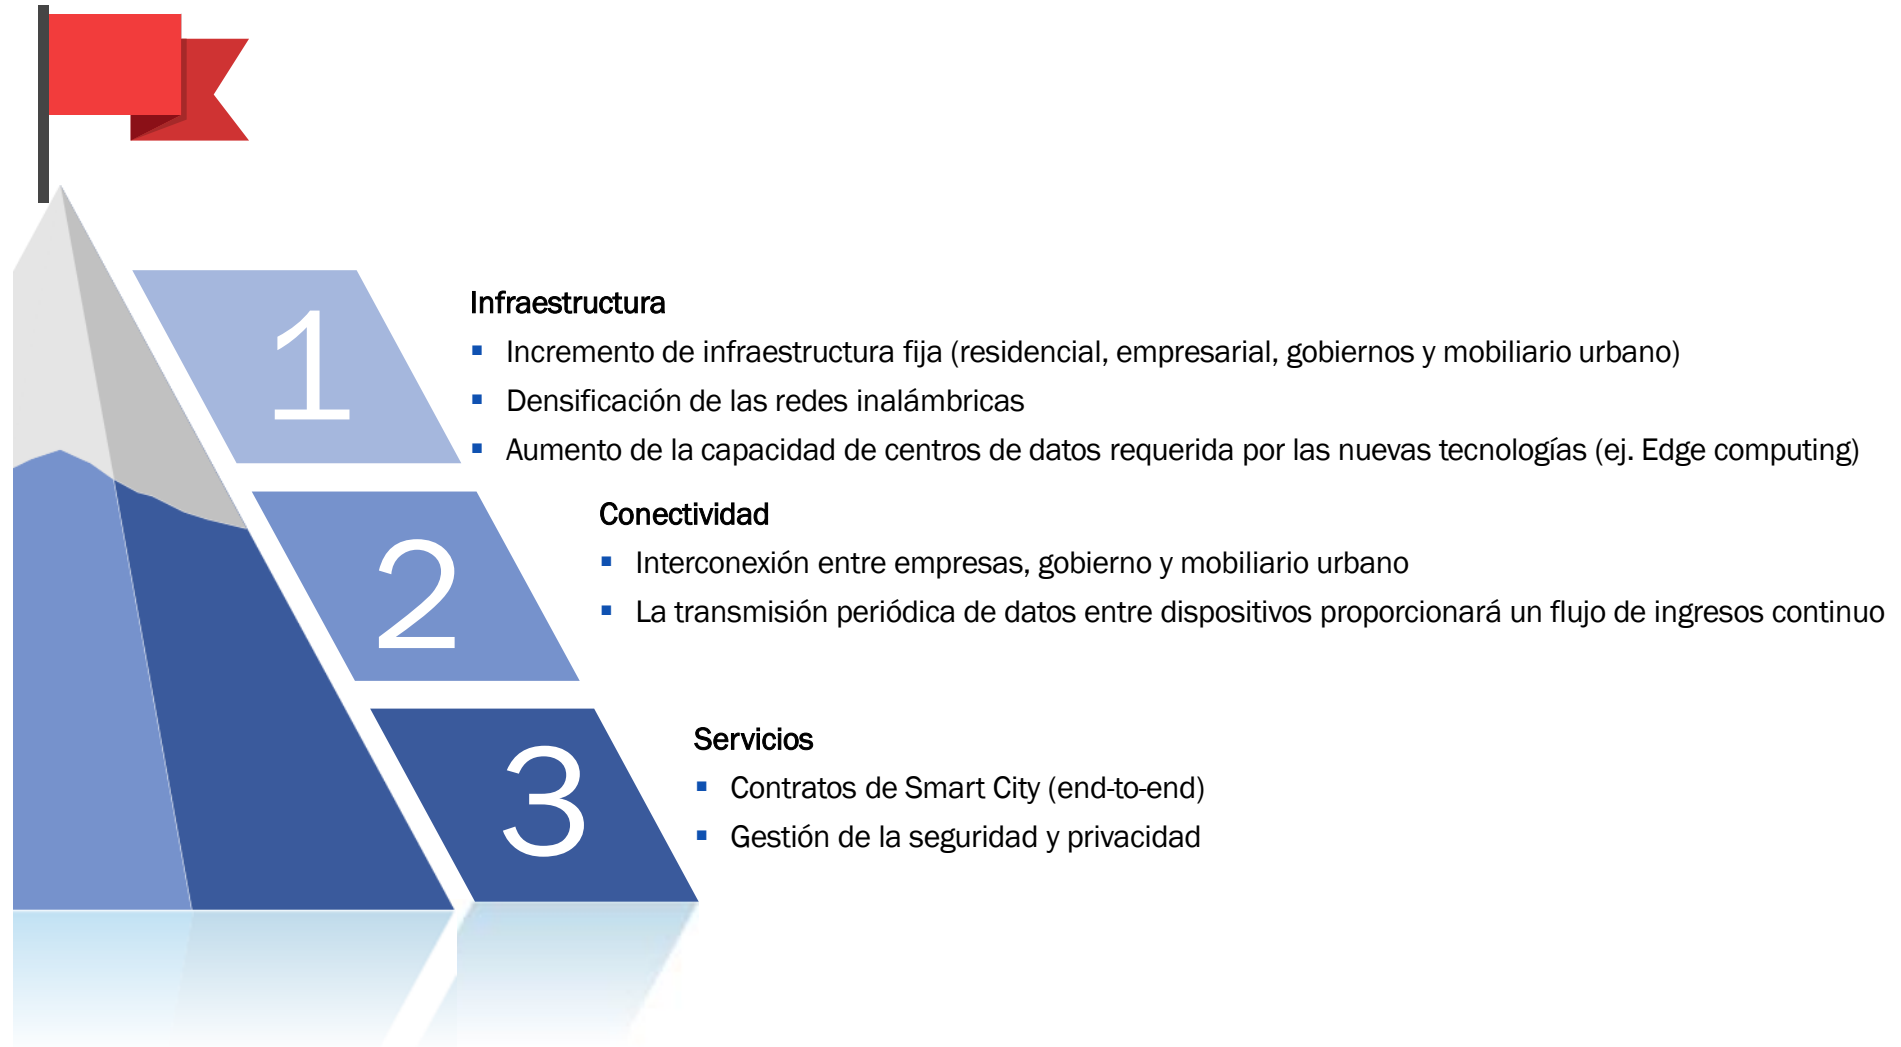 1
Infraestructura
Incremento de infraestructura fija (residencial, empresarial, gobiernos y mobiliario urbano)
Densificación de las redes inalámbricas
Aumento de la capacidad de centros de datos requerida por las nuevas tecnologías (ej. Edge computing)
2
Conectividad
Interconexión entre empresas, gobierno y mobiliario urbano
La transmisión periódica de datos entre dispositivos proporcionará un flujo de ingresos continuo
3
Servicios
Contratos de Smart City (end-to-end)
Gestión de la seguridad y privacidad